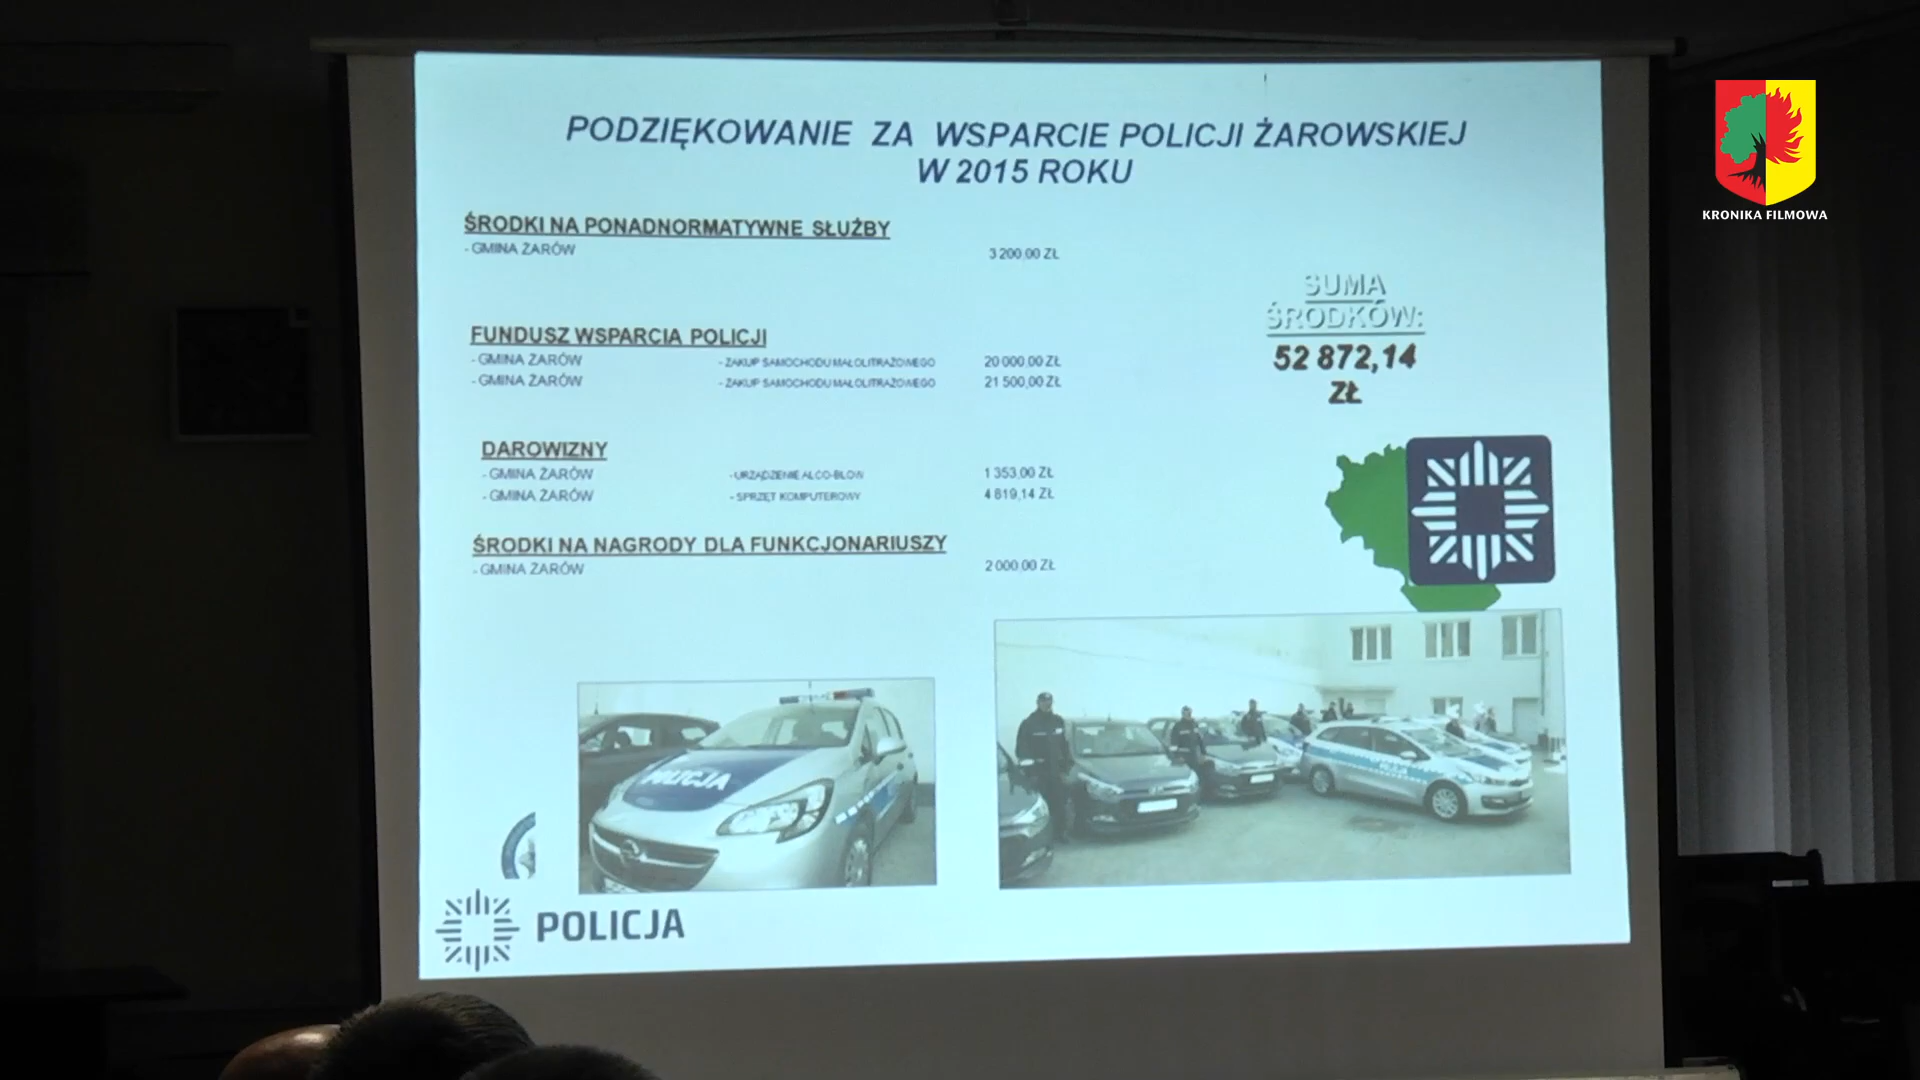 PODZIĘKOWANIE ZA WSPARCIE POLICJI ŻAROWSKIEJ
W 2015 ROKU
KRONIKA FILMOWA
ŚRODKI NA PONADNORMATYWNE SŁUŻBY
- GMINA ŻARÓW 3 200,00 ZŁ
SUMA
ŚRODKÓW:
52 872,14
ZŁ
FUNDUSZ WSPARCIA POLICJI
- GMINA ŻARÓW - ZAKUP SAMOCHODU MAŁOLITRAŻOWEGO 20 000,00 ZŁ
- GMINA ŻARÓW - ZAKUP SAMOCHODU MAŁOLITRAŻOWEGO 21 500,00 ZŁ
DAROWIZNY
- GMINA ŻARÓW - URZĄDZENIE ALCO-BLOW 1 353,00 ZŁ
- GMINA ŻARÓW - SPRZĘT KOMPUTEROWY 4 819,14 ZŁ
ŚRODKI NA NAGRODY DLA FUNKCJONARIUSZY
- GMINA ŻARÓW 2 000,00 ZŁ
POLICJA
POLICJA